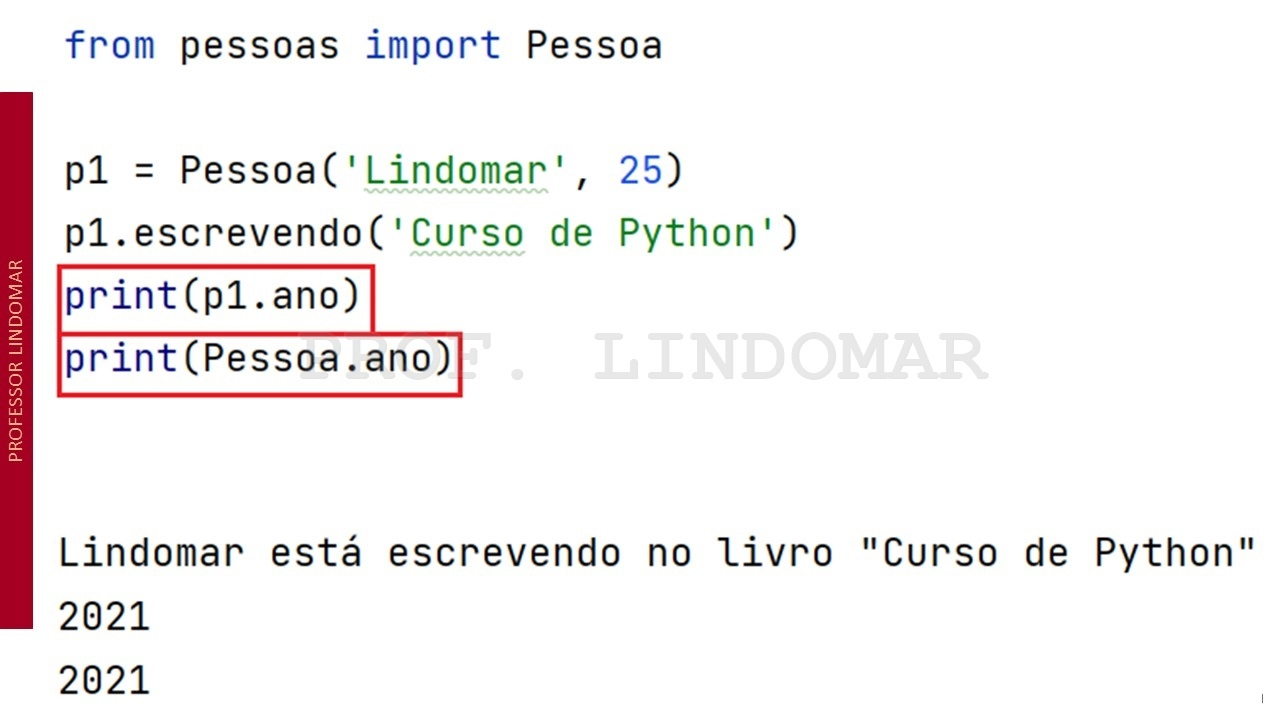 from pessoas import Pessoa
p1 = Pessoa('Lindomar', 25)
p1.escrevendo('Curso de Python')
print(p1.ano)
print(Pessoa.ano)
PROF. LINDOMAR
PROFESSOR LINDOMAR
Lindomar está escrevendo no livro "Curso de Python"
2021
2021